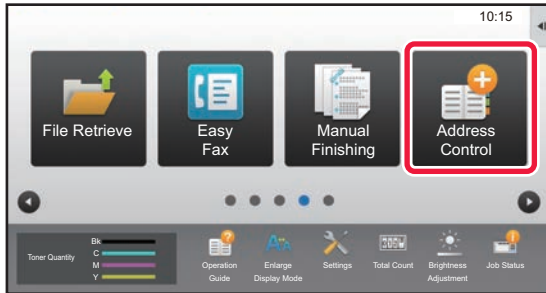 10:15
File Retrieve
Easy
Fax
Manual
Finishing
Address
Control
Toner Quantity
Bk
C
M
Y
Operation
Guide
Enlarge
Display Mode
Settings
Total Count
Brightness
Adjustment
Job Status